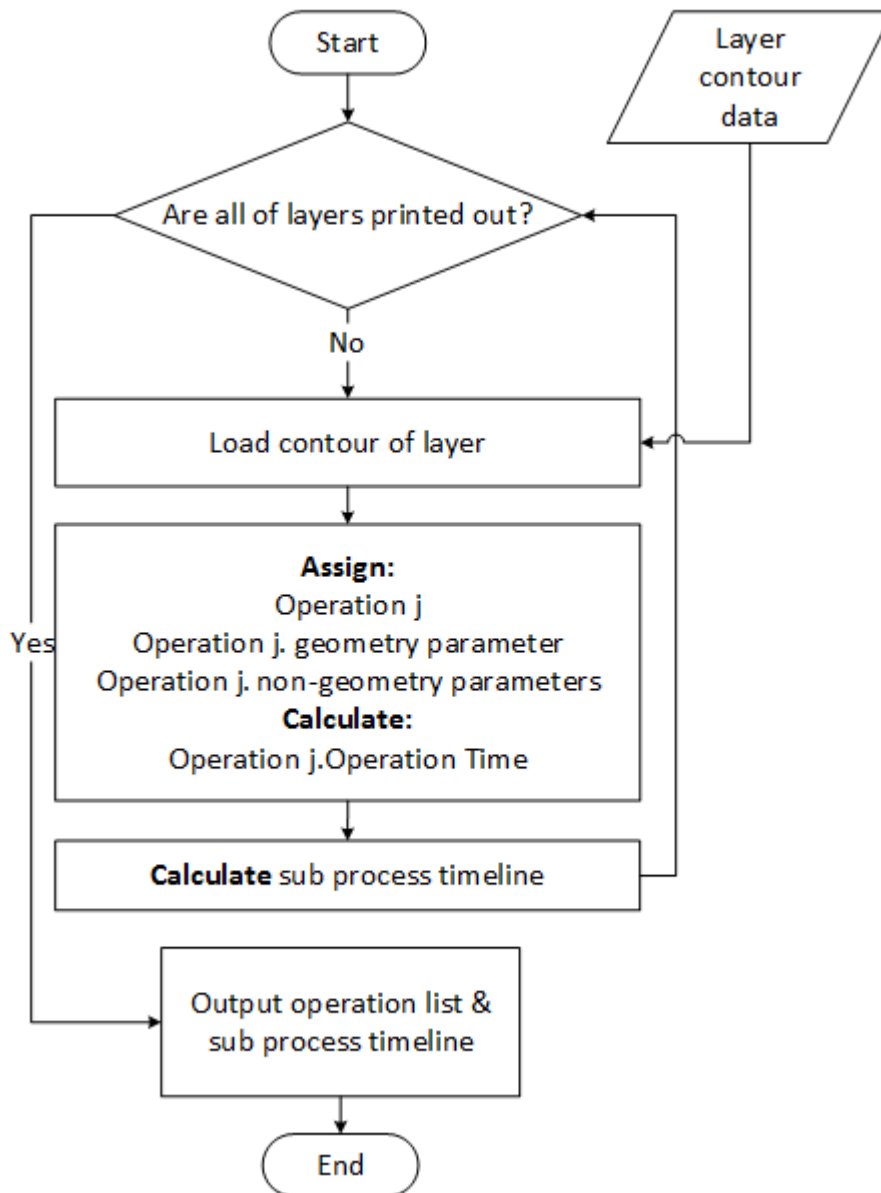 Start
Layer
contour
data
Are all of layers printed out?
No
Load contour of layer
Assign:
Operation j
Operation j. geometry parameter
Operation j. non-geometry parameters
Calculate:
Operation j.Operation Time
Yes
Calculate sub process timeline
Output operation list &
sub process timeline
End